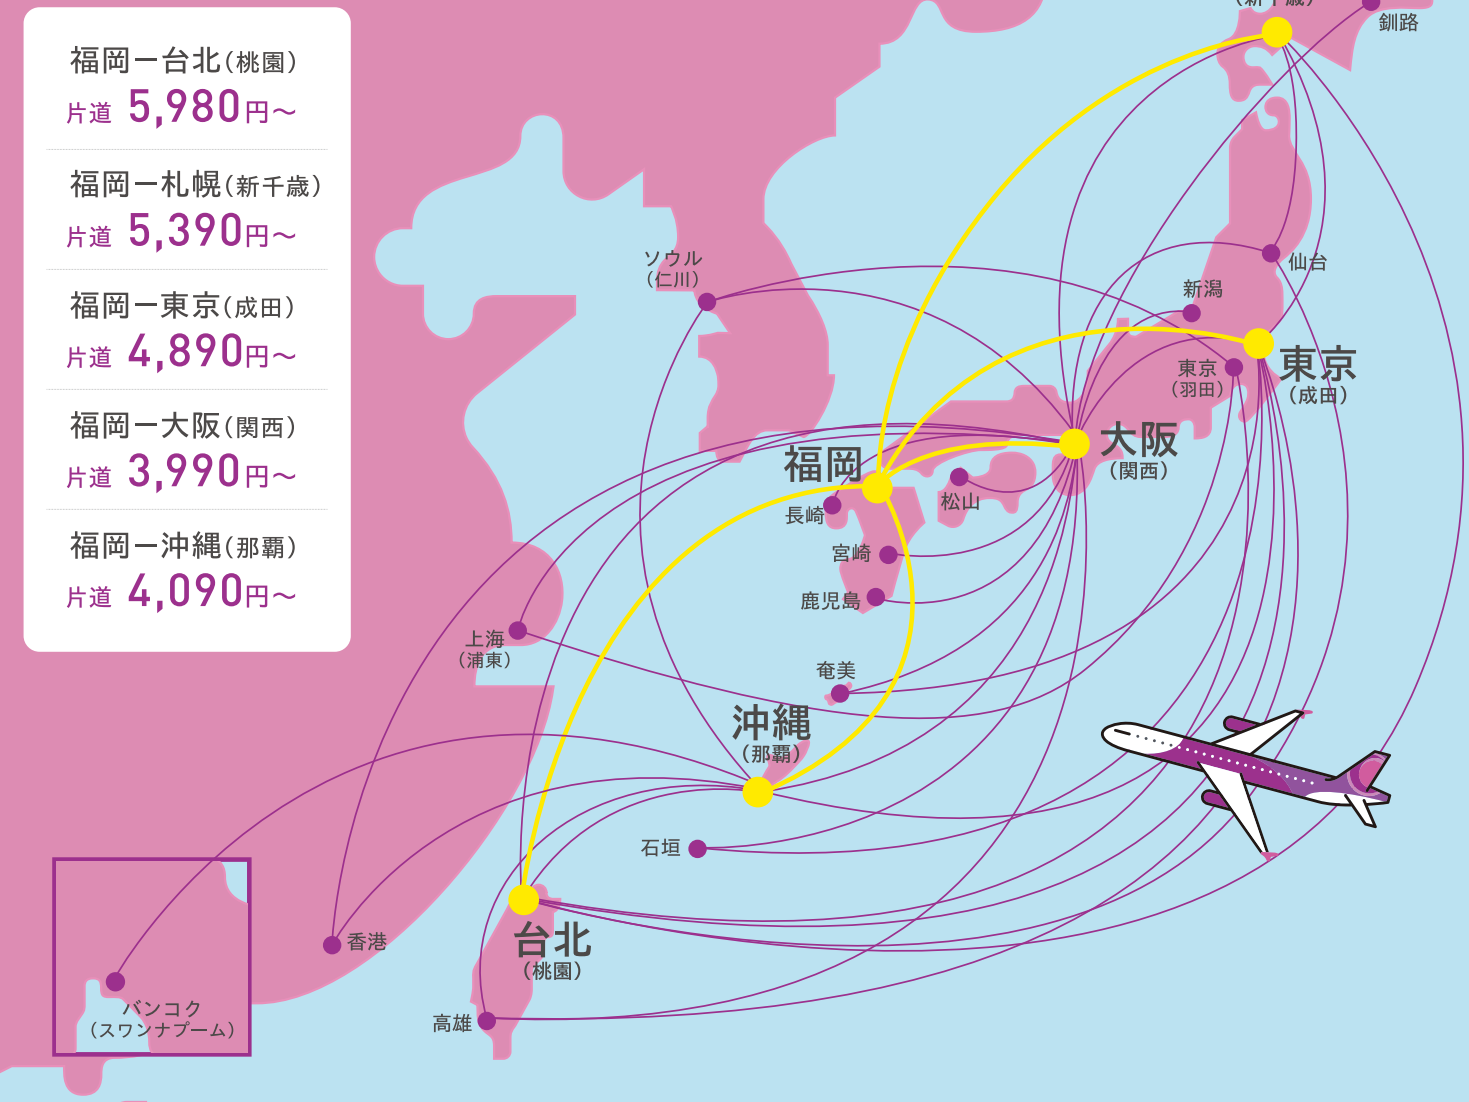 福岡ー台北（桃園）
片道 5,980円～
福岡ー札幌（新千歳）
片道 5,390円～
福岡ー東京（成田）
片道 4,890円～
福岡ー大阪（関西）
片道 3,990円～
福岡ー沖縄（那覇）
片道 4,090円～
（新千歳）
釧路
仙台
新潟
ソウル
（仁川）
東京
（羽田）
東京
（成田）
大阪
（関西）
福岡
長崎
松山
宮崎
鹿児島
奄美
上海
（浦東）
沖縄
（那覇）
石垣
台北
（桃園）
香港
高雄
バンコク
（スワンナプーム）